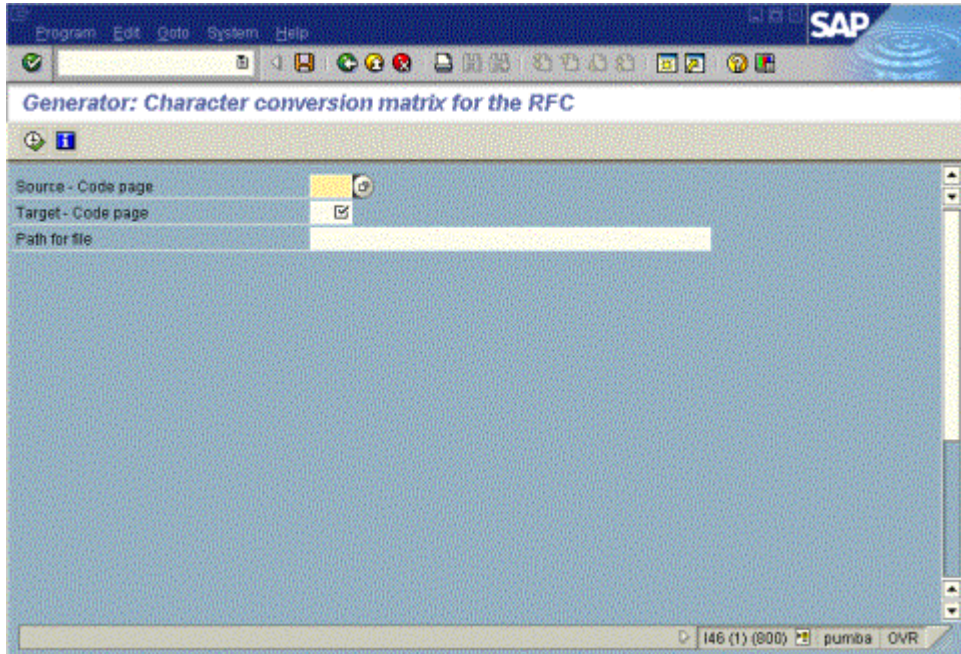 Program Edit Goto System Help
SAP
Generator: Character conversion matrix for the RFC
Source - Code page
Target - Code page
Path for file
I46 (1) (800) pumba OVR